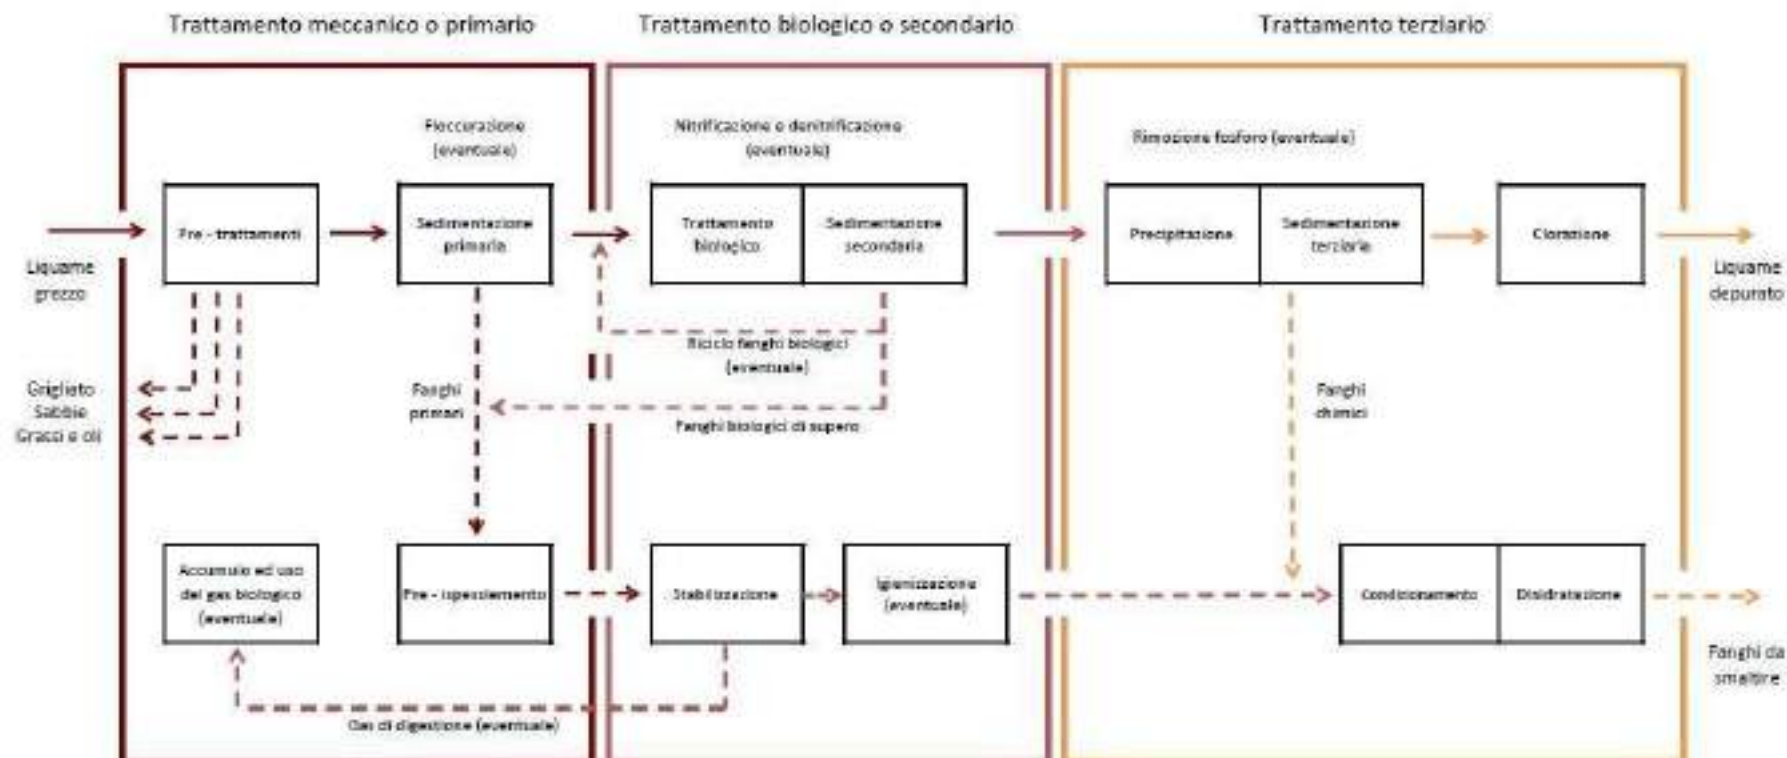 Trattamento meccanico o primario
Trattamento biologico o secondario
Trattamento terziario
Floccurazione
(eventuale)
Nitrificazione e denitrificazione
(eventuale)
Rimozione fosforo (eventuale)
Liquame
grezzo
Pre - trattamenti
Sedimentazione
primaria
Trattamento
biologico
Sedimentazione
secondaria
Precipitazione
Sedimentazione
terziaria
Clorazione
Liquame
depurato
Riciclo fanghi biologici
(eventuale)
Grigliato
Sabbie
Grassi e oli
Fanghi
primari
Fanghi biologici di supero
Fanghi
chimici
Accumulo ed uso
del gas biologico
(eventuale)
Pre - ispessimento
Stabilizzazione
Igienizzazione
(eventuale)
Condizionamento
Disidratazione
Fanghi da
smaltire
Gas di digestione (eventuale)